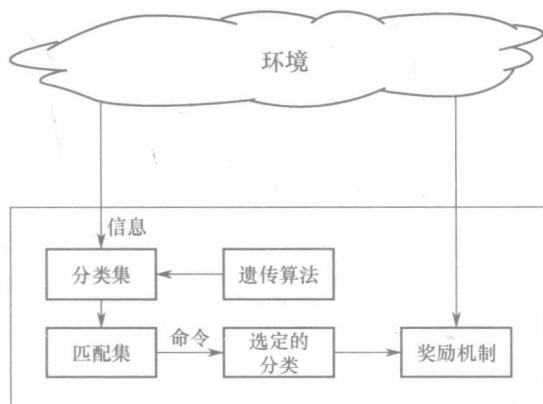 环境
信息
分类集
遗传算法
匹配集
命令
选定的
分类
奖励机制